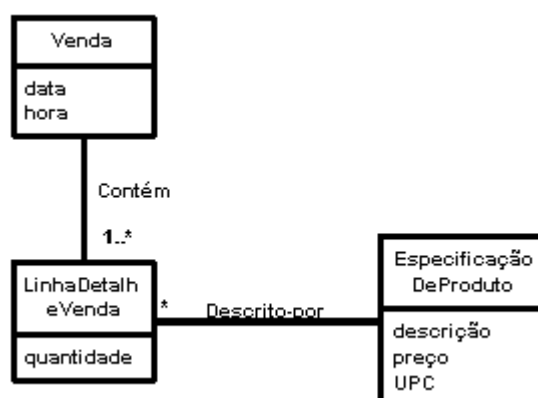 Venda
data
hora
Contém
1..*
LinhaDetalh
eVenda
quantidade
* Descrito-por
Especificação
DeProduto
descrição
preço
UPC